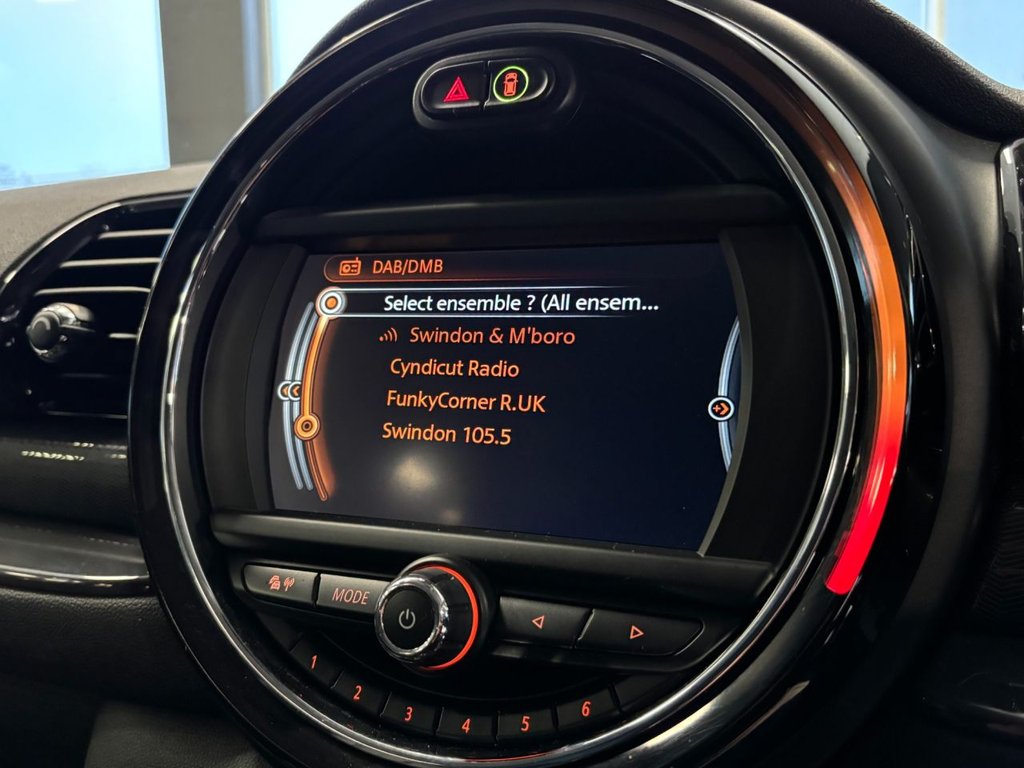 DAB/DMB
Select ensemble ? (All ensem...
Swindon & M'boro
Cyndicut Radio
FunkyCorner R.UK
Swindon 105.5
MODE
1
2
3
4
5
6